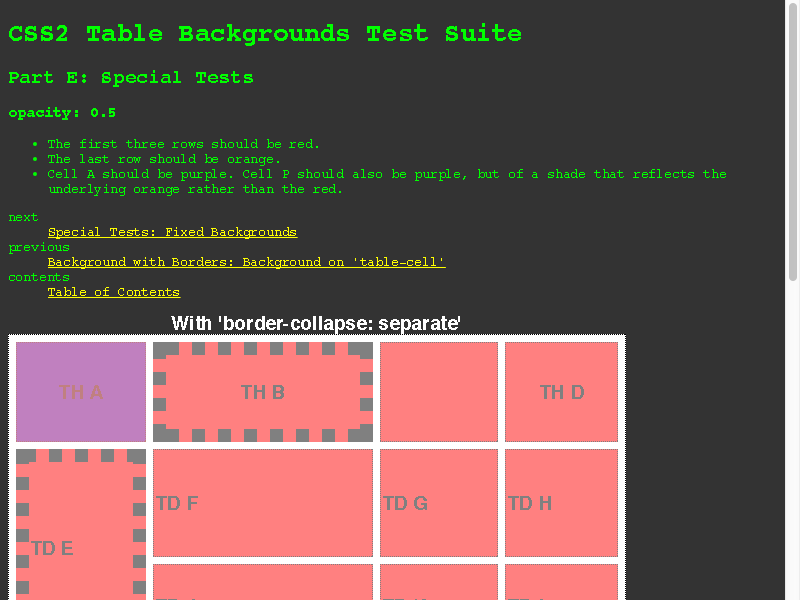 CSS2 Table Backgrounds Test Suite
Part E: Special Tests
opacity: 0.5
• The first three rows should be red.
• The last row should be orange.
• Cell A should be purple. Cell P should also be purple, but of a shade that reflects the
underlying orange rather than the red.
next
Special Tests: Fixed Backgrounds
previous
Background with Borders: Background on 'table-cell'
contents
Table of Contents
With 'border-collapse: separate'
TH A TH B TH D
TD F TD G TD H
TD E